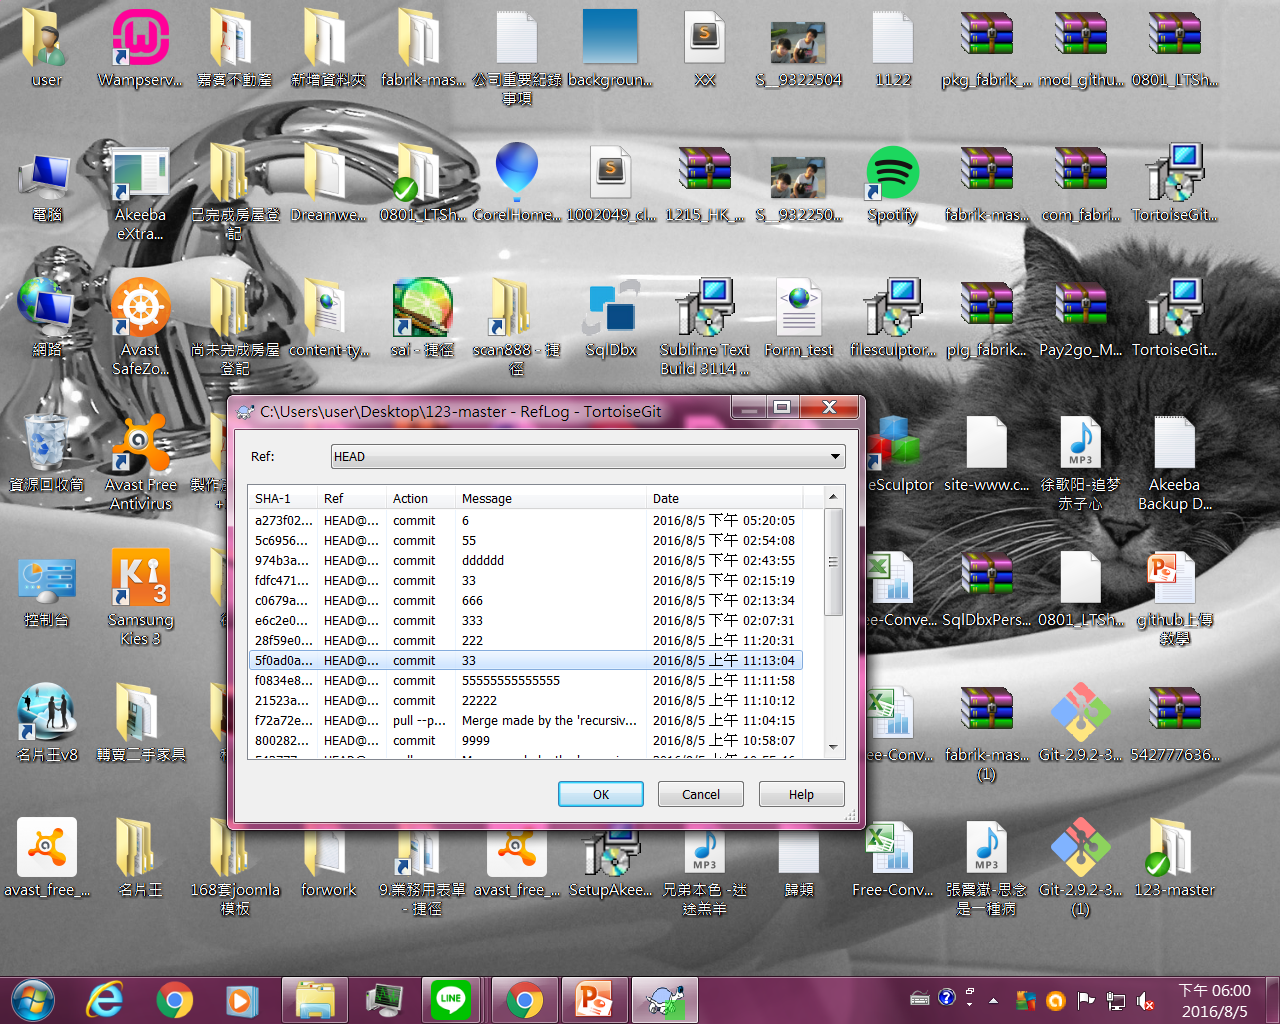 user
Wampserv...
嘉賓不動產
新增資料夾
fabrik-mas...
公司重要紀錄
事項
backgroun...
XX
S__9322504
1122
pkg_fabrik_...
mod_githu...
0801_LTSh...
電腦
Akeeba
eXtra...
已完成房屋登
記
Dreamwe...
0801_LTSh...
CorelHome...
1002049_cl...
1215_HK_...
S__932250...
Spotify
fabrik-mas...
com_fabri...
TortoiseGit...
網路
Avast
SafeZo...
尚未完成房屋
登記
content-ty...
sai - 捷徑
scan888 - 捷
徑
SqlDbx
Sublime Text
Build 3114 ...
Form_test
filesculptor...
plg_fabrik...
Pay2go_M...
TortoiseGit...
C:\Users\user\Desktop\123-master - RefLog - TortoiseGit
Ref:
HEAD
SHA-1 Ref Action Message Date
a273f02... HEAD@... commit 6 2016/8/5 下午 05:20:05
5c6956... HEAD@... commit 55 2016/8/5 下午 02:54:08
974b3a... HEAD@... commit dddddd 2016/8/5 下午 02:43:55
fdfc471... HEAD@... commit 33 2016/8/5 下午 02:15:19
c0679a... HEAD@... commit 666 2016/8/5 下午 02:13:34
e6c2e0... HEAD@... commit 333 2016/8/5 下午 02:07:31
28f59e0... HEAD@... commit 222 2016/8/5 上午 11:20:31
5f0ad0a... HEAD@... commit 33 2016/8/5 上午 11:13:04
f0834e8... HEAD@... commit 55555555555555 2016/8/5 上午 11:11:58
21523a... HEAD@... commit 22222 2016/8/5 上午 11:10:12
f72a72e... HEAD@... pull --p... Merge made by the 'recursiv... 2016/8/5 上午 11:04:15
800282... HEAD@... commit 9999 2016/8/5 上午 10:58:07
OK
Cancel
Help
資源回收筒
Avast Free
Antivirus
eSculptor
site-www.c...
MP3
徐歌阳-追梦
赤子心
Akeeba
Backup D...
控制台
Ki
3
Samsung
Kies 3
ee-Conve...
SqlDbxPers...
0801_LTSh...
github上傳
教學
名片王v8
轉賣二手家具
ee-Conv...
fabrik-mas...
(1)
Git-2.9.2-3...
542777636...
avast_free_...
名片王
168套joomla
模板
forwork
9.業務用表單
- 捷徑
avast_free_...
SetupAkee...
MP3
兄弟本色 -迷
途羔羊
歸類
Free-Conv...
MP3
張震嶽-思念
是一種病
Git-2.9.2-3...
(1)
123-master
LINE
下午 06:00
2016/8/5